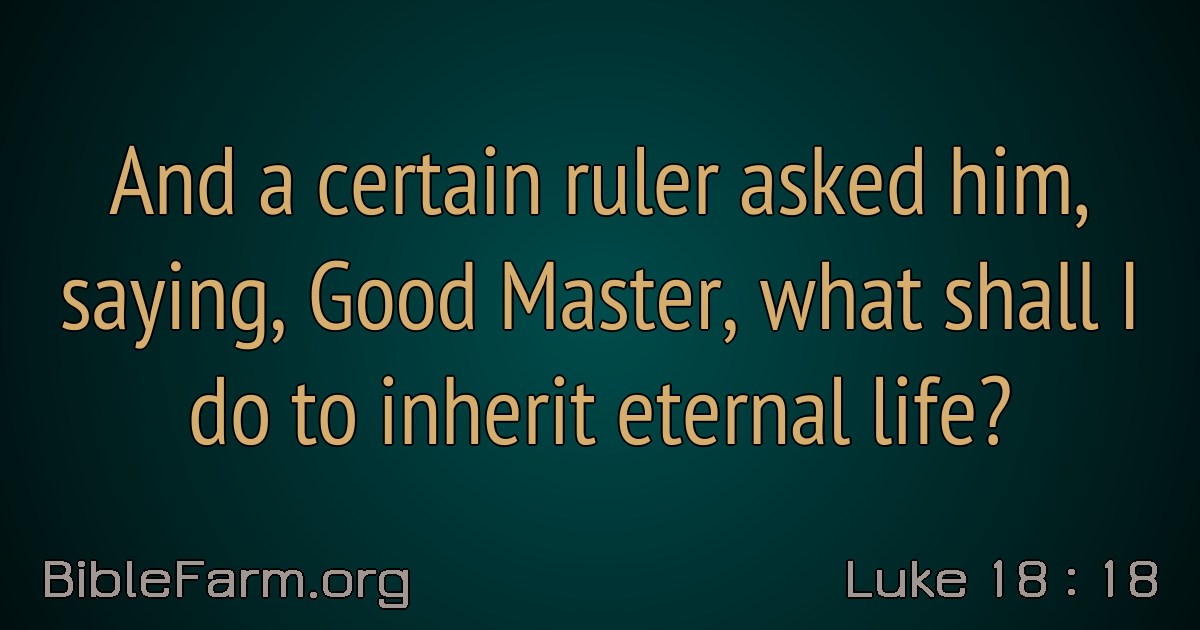 And a certain ruler asked him,
saying, Good Master, what shall I
do to inherit eternal life?
BibleFarm.org
Luke 18 : 18